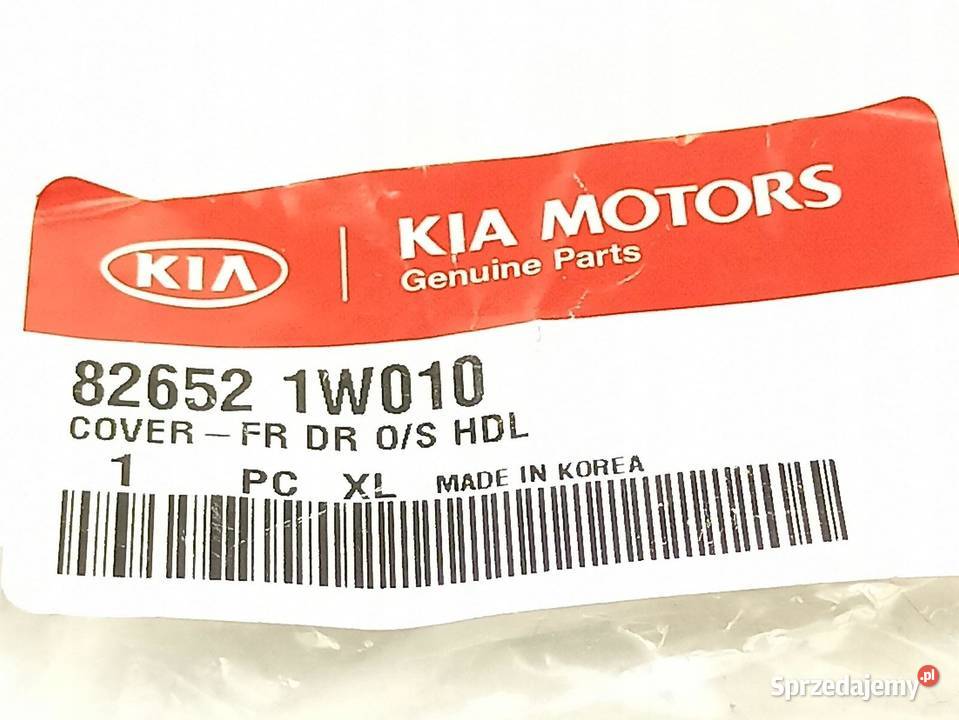 KIA
KIA MOTORS
Genuine Parts
82652 1W010
COVER-FR DR O/S HDL
1 PC XL MADE IN KOREA
Sprzedajemy.pl